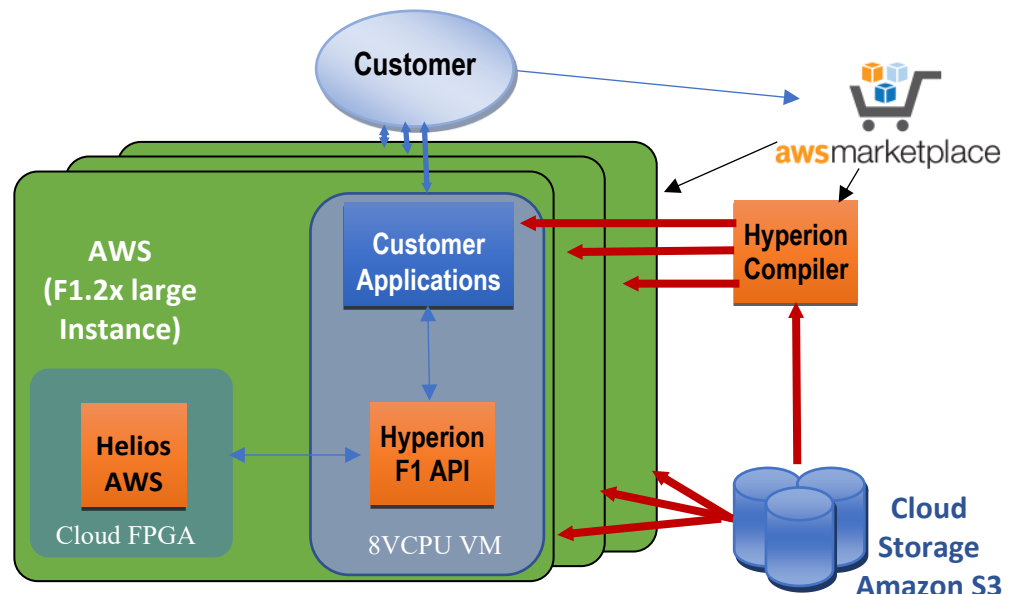 Customer
awsmarketplace
AWS
(F1.2x large
Instance)
Customer
Applications
Hyperion
Compiler
Helios
AWS
Cloud FPGA
Hyperion
F1 API
8VCPU VM
Cloud
Storage
Amazon S3